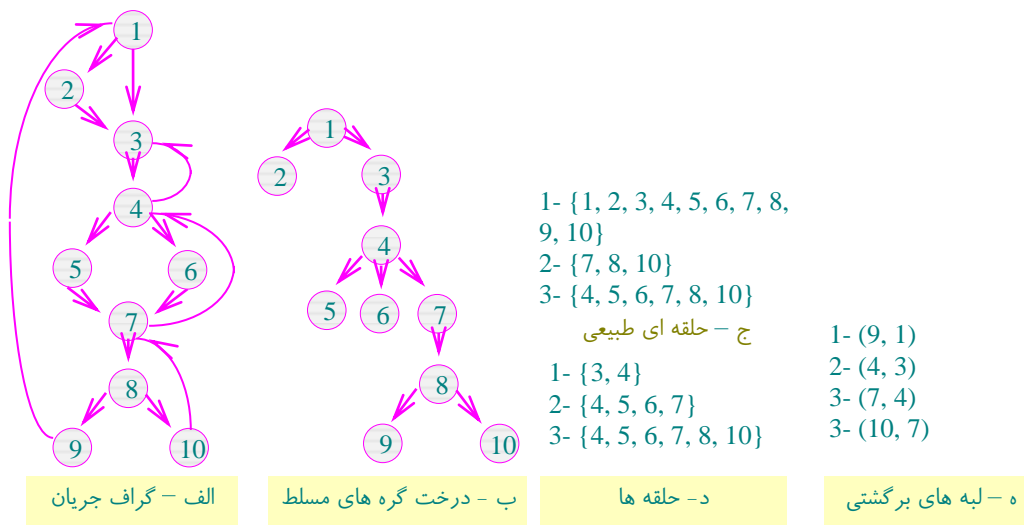 1
2
3
4
5
6
7
8
9
10
1
2
3
4
5
6
7
8
9
10
1- {1, 2, 3, 4, 5, 6, 7, 8,
9, 10}
2- {7, 8, 10}
3- {4, 5, 6, 7, 8, 10}
ج – حلقه ای طبیعی
1- {3, 4}
2- {4, 5, 6, 7}
3- {4, 5, 6, 7, 8, 10}
1- (9, 1)
2- (4, 3)
3- (7, 4)
3- (10, 7)
الف – گراف جریان
ب - درخت گره های مسلط
د- حلقه ها
ه – لبه های برگشتی